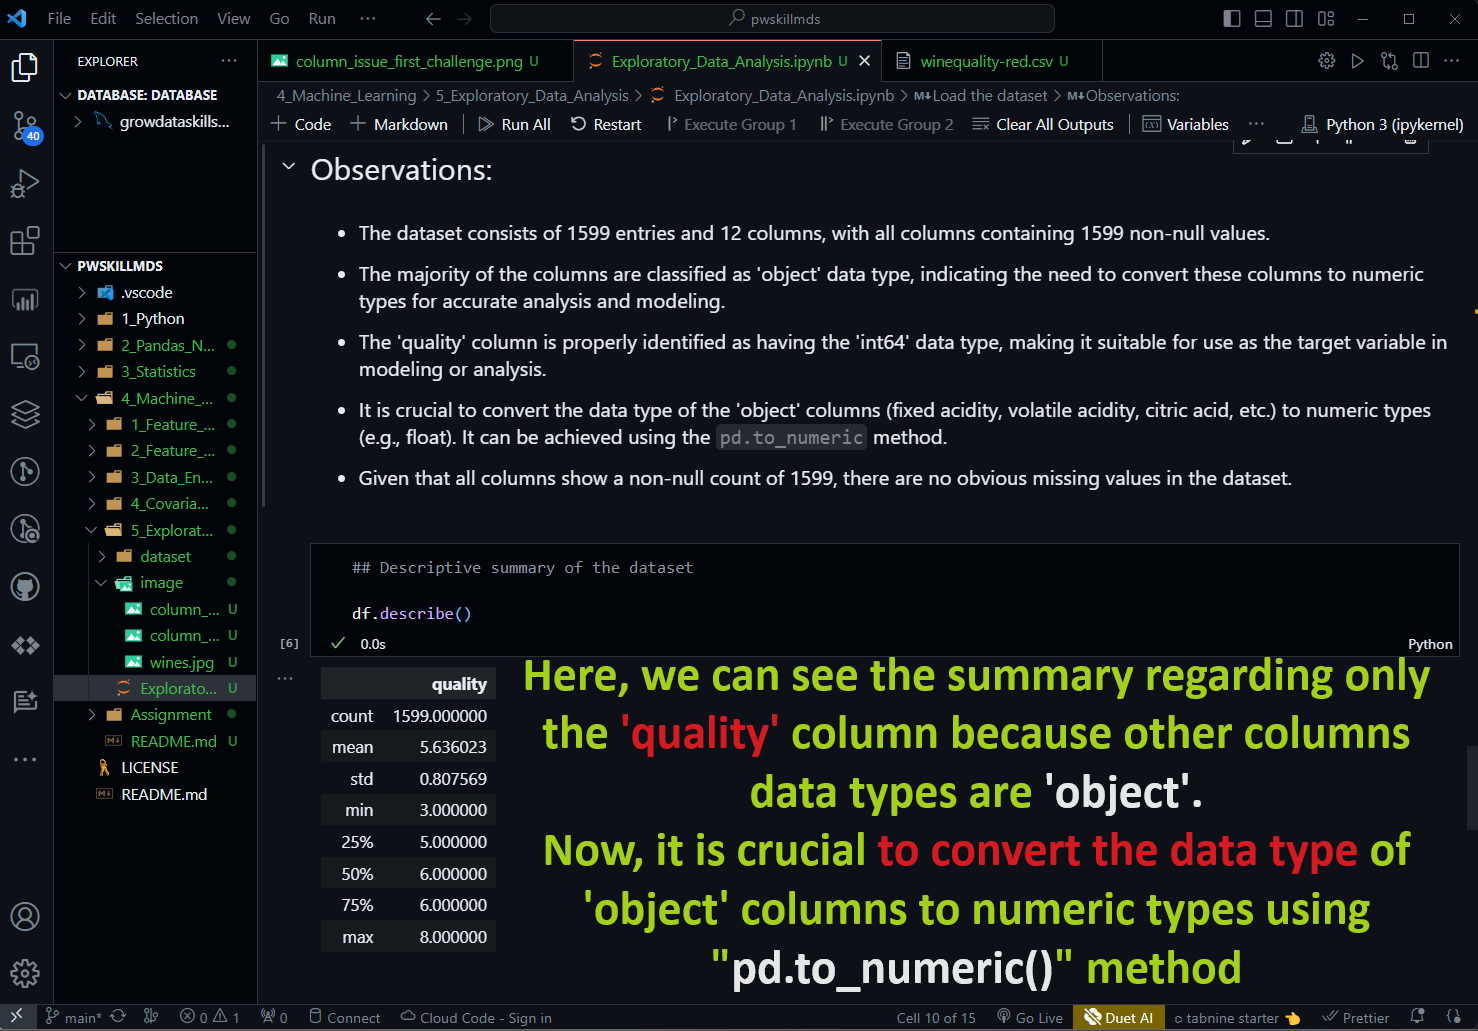 File Edit Selection View Go Run ···
pwskillmds
EXPLORER ···
DATABASE: DATABASE
growdataskills...
PWSKILLMDS
.vscode
1_Python
2_Pandas_N...
3_Statistics
4_Machine_...
1_Feature_...
2_Feature_...
3_Data_En...
4_Covaria...
5_Explorat...
dataset
image
column_... U
column_... U
wines.jpg U
Explorato... U
Assignment
README.md U
LICENSE
README.md
40
column_issue_first_challenge.png U
Exploratory_Data_Analysis.ipynb U
winequality-red.csv U
4_Machine_Learning > 5_Exploratory_Data_Analysis > Exploratory_Data_Analysis.ipynb > M↓Load the dataset > M↓Observations:
+ Code + Markdown Run All Restart Execute Group 1 Execute Group 2 Clear All Outputs Variables ··· Python 3 (ipykernel)
Observations:
• The dataset consists of 1599 entries and 12 columns, with all columns containing 1599 non-null values.
• The majority of the columns are classified as 'object' data type, indicating the need to convert these columns to numeric
types for accurate analysis and modeling.
• The 'quality' column is properly identified as having the 'int64' data type, making it suitable for use as the target variable in
modeling or analysis.
• It is crucial to convert the data type of the 'object' columns (fixed acidity, volatile acidity, citric acid, etc.) to numeric types
(e.g., float). It can be achieved using the pd.to_numeric method.
• Given that all columns show a non-null count of 1599, there are no obvious missing values in the dataset.
## Descriptive summary of the dataset
df.describe()
[6] 0.0s
Python
quality
count 1599.000000
mean 5.636023
std 0.807569
min 3.000000
25% 5.000000
50% 6.000000
75% 6.000000
max 8.000000
Here, we can see the summary regarding only
the 'quality' column because other columns
data types are 'object'.
Now, it is crucial to convert the data type of
'object' columns to numeric types using
"pd.to_numeric()" method
main* 0 1 0 Connect Cloud Code - Sign in Cell 10 of 15 Go Live Duet AI tabnine starter Prettier